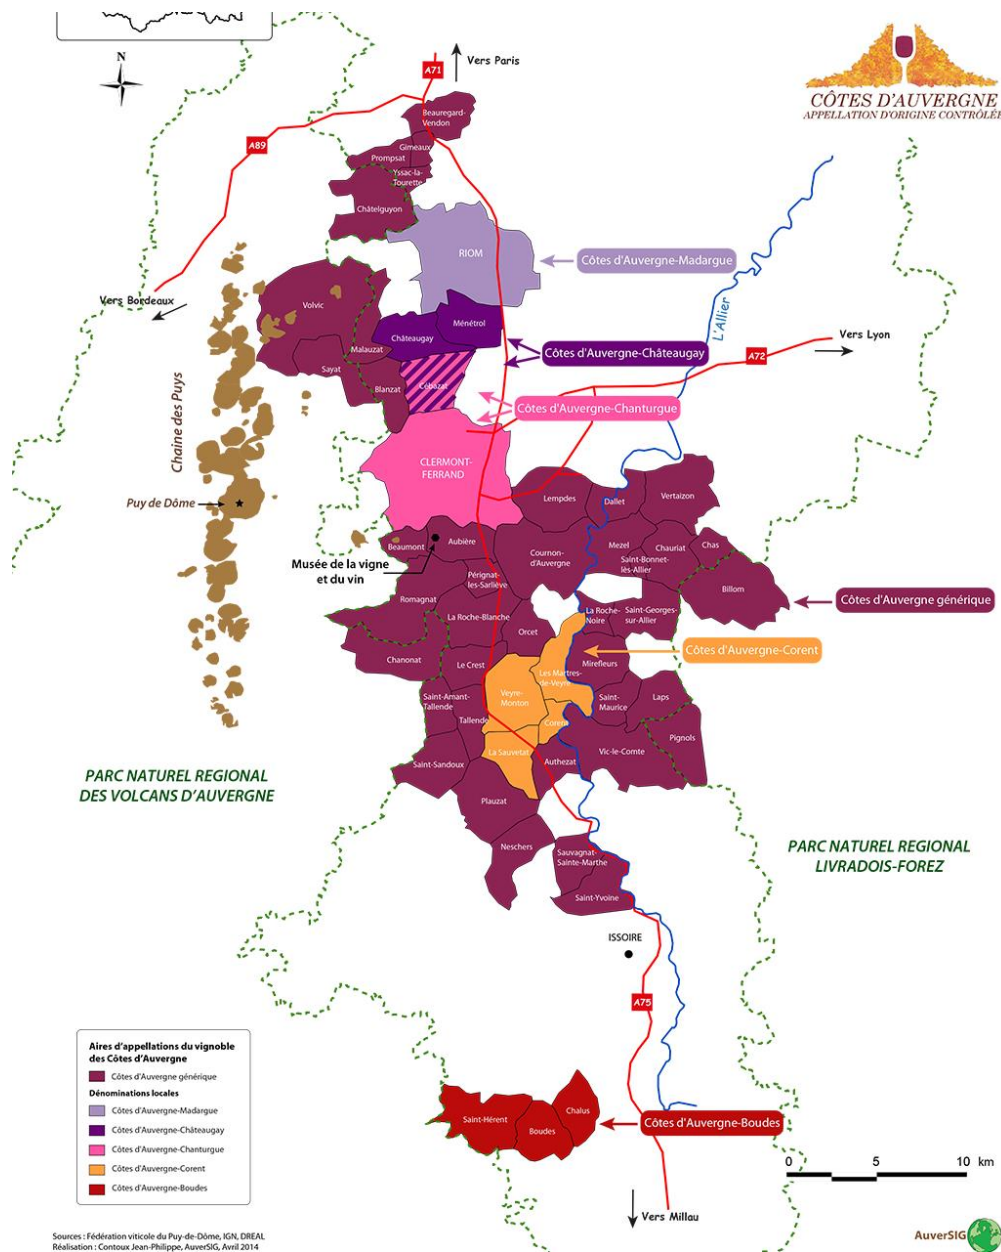 N
A71
Vers Paris
CÔTES D'AUVERGNE
APPELLATION D'ORIGINE CONTRÔLÉE
A89
Beauregard-
Vendon
Gimeaux
Prompsat
Yssac-la-
Tourette
Châtelguyon
RIOM
Côtes d'Auvergne-Madargue
Vers Bordeaux
Volvic
L'Allier
Châteaugay
Ménétrol
Vers Lyon
Malauzat
Côtes d'Auvergne-Châteaugay
A72
Sayat
Blanzat
Cébazat
Côtes d'Auvergne-Chanturgue
Chaine des Puys
CLERMONT-
FERRAND
Puy de Dôme
Lempdes
Dallet
Vertaizon
Musée de la vigne
et du vin
Beaumont
Aubière
Cournon-
d'Auvergne
Mezel
Chauriat
Chas
Saint-Bonnet-
lès-Allier
Billom
Pérignat-
les-Sarliève
Romagnat
Côtes d'Auvergne générique
La Roche-Blanche
La Roche-
Noire
Saint-Georges-
sur-Allier
Orcet
Chanonat
Le Crest
Les Martres-
de-Veyre
Mirefleurs
Côtes d'Auvergne-Corent
Saint-Amant-
Tallende
Veyre-
Monton
Saint-
Maurice
Laps
Tallende
Corent
Pignols
La Sauvetat
Vic-le-Comte
Saint-Sandoux
Authezat
PARC NATUREL REGIONAL
DES VOLCANS D'AUVERGNE
Plauzat
Neschers
Sauvagnat-
Sainte-Marthe
PARC NATUREL REGIONAL
LIVRADOIS-FOREZ
Saint-Yvoine
ISSOIRE
A75
Aires d'appellations du vignoble
des Côtes d'Auvergne
Côtes d'Auvergne générique
Dénominations locales
Côtes d'Auvergne-Madargue
Côtes d'Auvergne-Châteaugay
Côtes d'Auvergne-Chanturgue
Côtes d'Auvergne-Corent
Côtes d'Auvergne-Boudes
Saint-Hérent
Boudes
Chalus
Côtes d'Auvergne-Boudes
0 5 10 km
Vers Millau
Sources : Fédération viticole du Puy-de-Dôme, IGN, DREAL
Réalisation : Contoux Jean-Philippe, AuverSIG, Avril 2014
AuverSIG